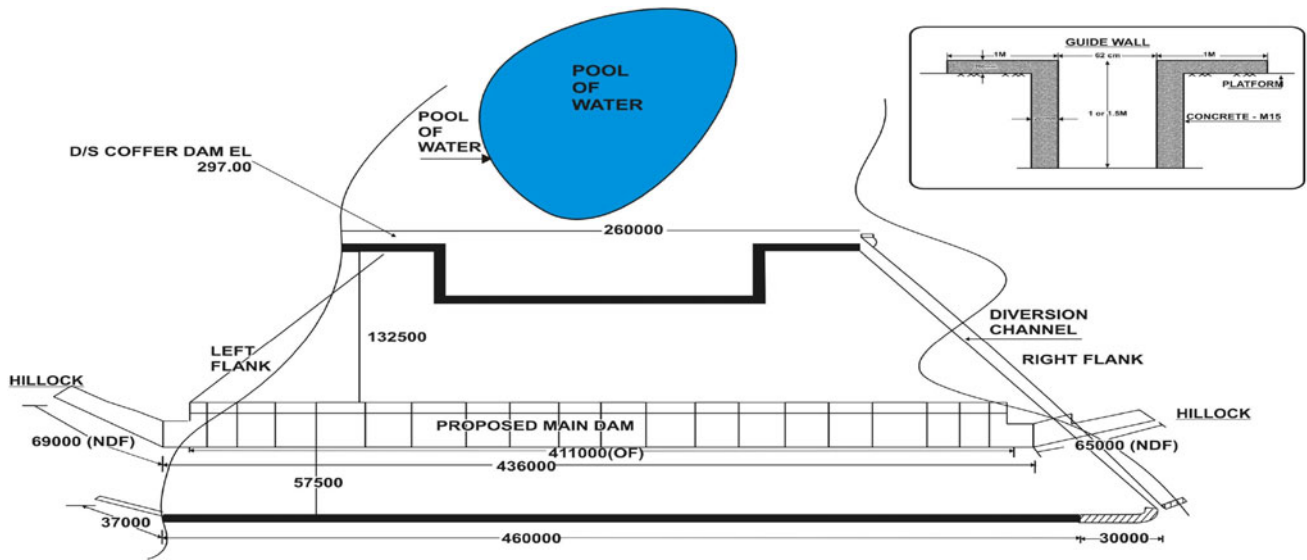 POOL
OF
WATER
POOL
OF
WATER
D/S COFFER DAM EL
297.00
260000
132500
LEFT
FLANK
DIVERSION
CHANNEL
RIGHT FLANK
HILLOCK
HILLOCK
69000 (NDF)
PROPOSED MAIN DAM
411000(OF)
436000
65000 (NDF)
57500
37000
460000
30000
GUIDE WALL
1M
62 cm
1M
PLATFORM
1 or 1.5M
CONCRETE - M15